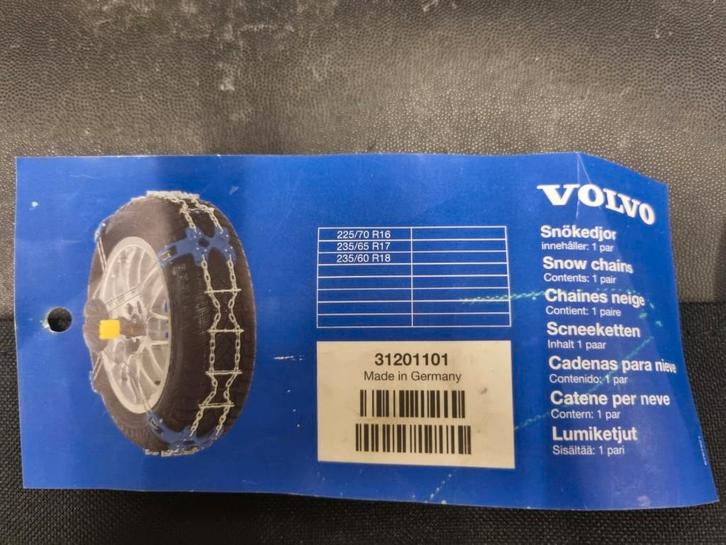 VOLVO
225/70 R16
235/65 R17
235/60 R18
31201101
Made in Germany
Snökedjor
innehåller: 1 par
Snow chains
Contents: 1 pair
Chaines neige
Contient: 1 paire
Scneeketten
Inhalt 1 paar
Cadenas para nieve
Contenido: 1 par
Catene per neve
Contern: 1 par
Lumiketjut
Sisältää: 1 pari